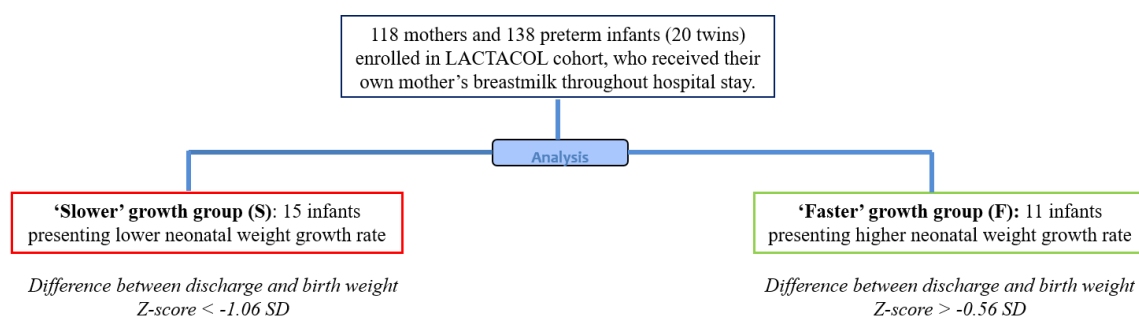 118 mothers and 138 preterm infants (20 twins)
enrolled in LACTACOL cohort, who received their
own mother’s breastmilk throughout hospital stay.
Analysis
‘Slower’ growth group (S): 15 infants
presenting lower neonatal weight growth rate
‘Faster’ growth group (F): 11 infants
presenting higher neonatal weight growth rate
Difference between discharge and birth weight
Z-score < -1.06 SD
Difference between discharge and birth weight
Z-score > -0.56 SD